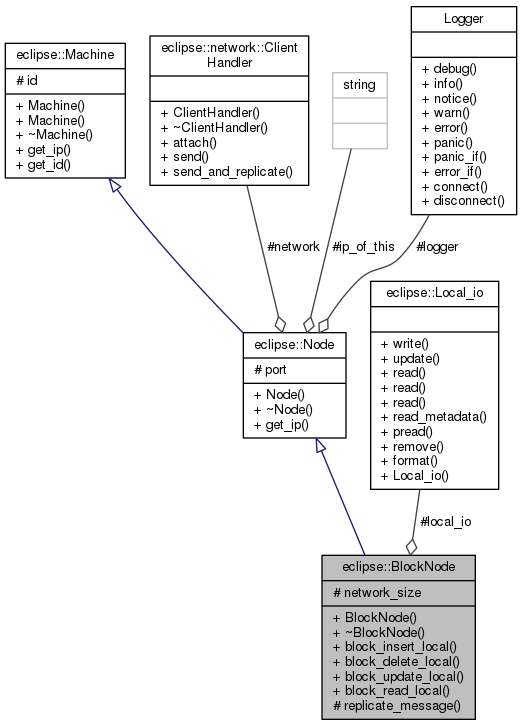 eclipse::Machine
# id
+ Machine()
+ Machine()
+ ~Machine()
+ get_ip()
+ get_id()
eclipse::network::Client
Handler
+ ClientHandler()
+ ~ClientHandler()
+ attach()
+ send()
+ send_and_replicate()
string
Logger
+ debug()
+ info()
+ notice()
+ warn()
+ error()
+ panic()
+ panic_if()
+ error_if()
+ connect()
+ disconnect()
#network
#ip_of_this
#logger
eclipse::Node
# port
+ Node()
+ ~Node()
+ get_ip()
eclipse::Local_io
+ write()
+ update()
+ read()
+ read()
+ read()
+ read_metadata()
+ pread()
+ remove()
+ format()
+ Local_io()
#local_io
eclipse::BlockNode
# network_size
+ BlockNode()
+ ~BlockNode()
+ block_insert_local()
+ block_delete_local()
+ block_update_local()
+ block_read_local()
# replicate_message()